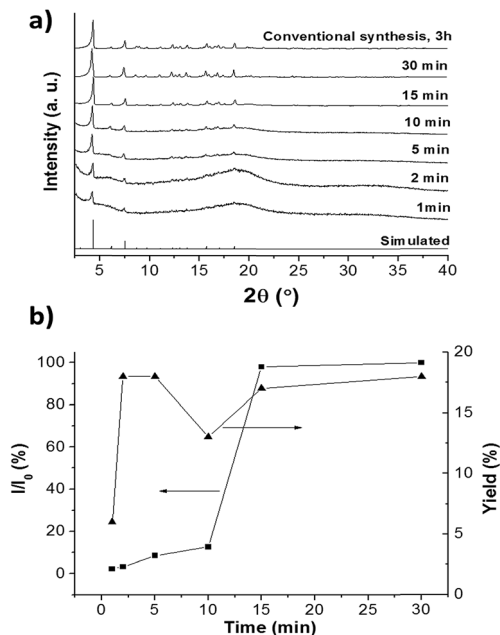 a)
Intensity (a. u.)
Conventional synthesis, 3h
30 min
15 min
10 min
5 min
2 min
1min
Simulated
5 10 15 20 25 30 35 40
2θ (°)
b)
I/I0 (%)
100
80
60
40
20
0
20
15
10
5
0
Yield (%)
0 5 10 15 20 25 30
Time (min)